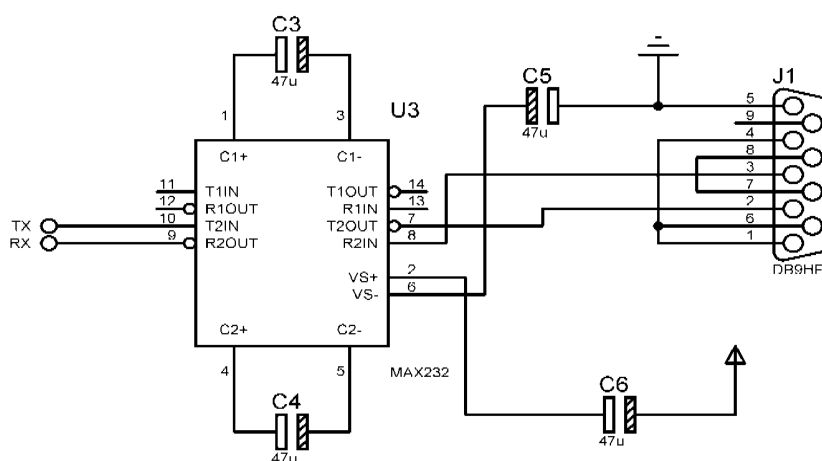 C3
47u
1
3
U3
C1+
C1-
11
T1IN
T1OUT
14
12
R1OUT
R1IN
13
TX
10
T2IN
T2OUT
7
RX
9
R2OUT
R2IN
8
VS+
2
VS-
6
C2+
C2-
4
5
MAX232
C4
47u
C5
47u
J1
5
9
4
8
3
7
2
6
1
C6
47u